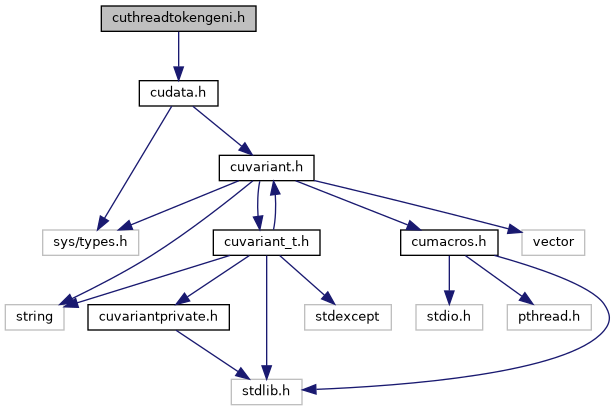 cuthreadtokengeni.h
cudata.h
cuvariant.h
sys/types.h
cuvariant_t.h
cumacros.h
vector
string
cuvariantprivate.h
stdexcept
stdio.h
pthread.h
stdlib.h